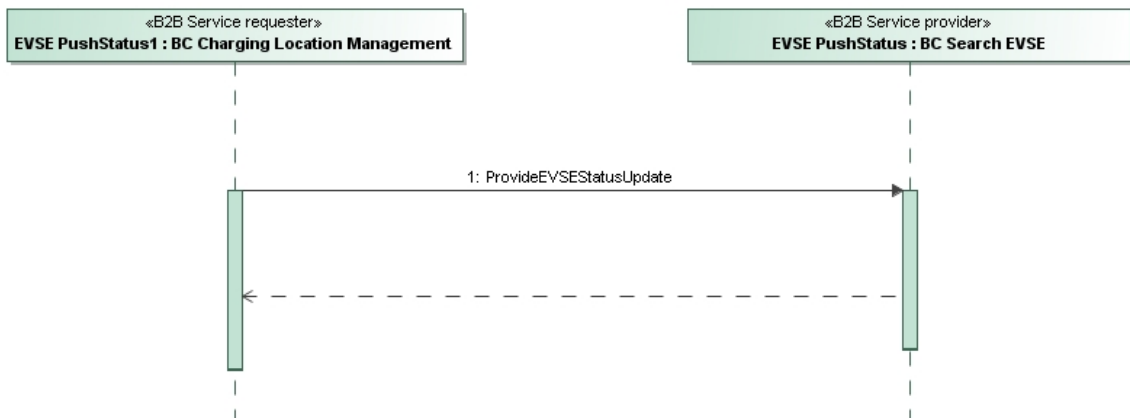 «B2B Service requester»
EVSE PushStatus1 : BC Charging Location Management
«B2B Service provider»
EVSE PushStatus : BC Search EVSE
1: ProvideEVSEStatusUpdate